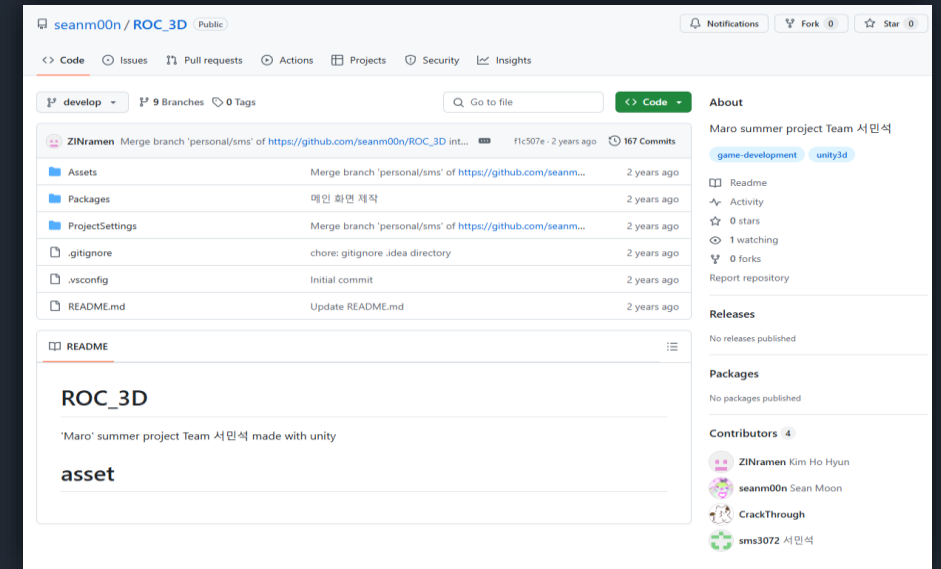 seanm00n / ROC_3D Public Notifications Fork 0 Star 0
Code Issues Pull requests Actions Projects Security Insights
develop 9 Branches 0 Tags Go to file Code
ZINramen Merge branch 'personal/sms' of https://github.com/seanm00n/ROC_3D int... f1c507e · 2 years ago 167 Commits
Assets Merge branch 'personal/sms' of https://github.com/seanm... 2 years ago
Packages 메인 화면 제작 2 years ago
ProjectSettings Merge branch 'personal/sms' of https://github.com/seanm... 2 years ago
.gitignore chore: gitignore .idea directory 2 years ago
.vsconfig Initial commit 2 years ago
README.md Update README.md 2 years ago
README
ROC_3D
'Maro' summer project Team 서민석 made with unity
asset
About
Maro summer project Team 서민석
game-development unity3d
Readme
Activity
0 stars
1 watching
0 forks
Report repository
Releases
No releases published
Packages
No packages published
Contributors 4
ZINramen Kim Ho Hyun
seanm00n Sean Moon
CrackThrough
sms3072 서민석